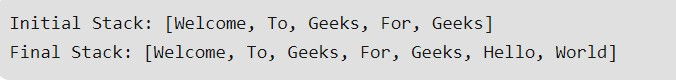 Initial Stack: [Welcome, To, Geeks, For, Geeks]
Final Stack: [Welcome, To, Geeks, For, Geeks, Hello, World]